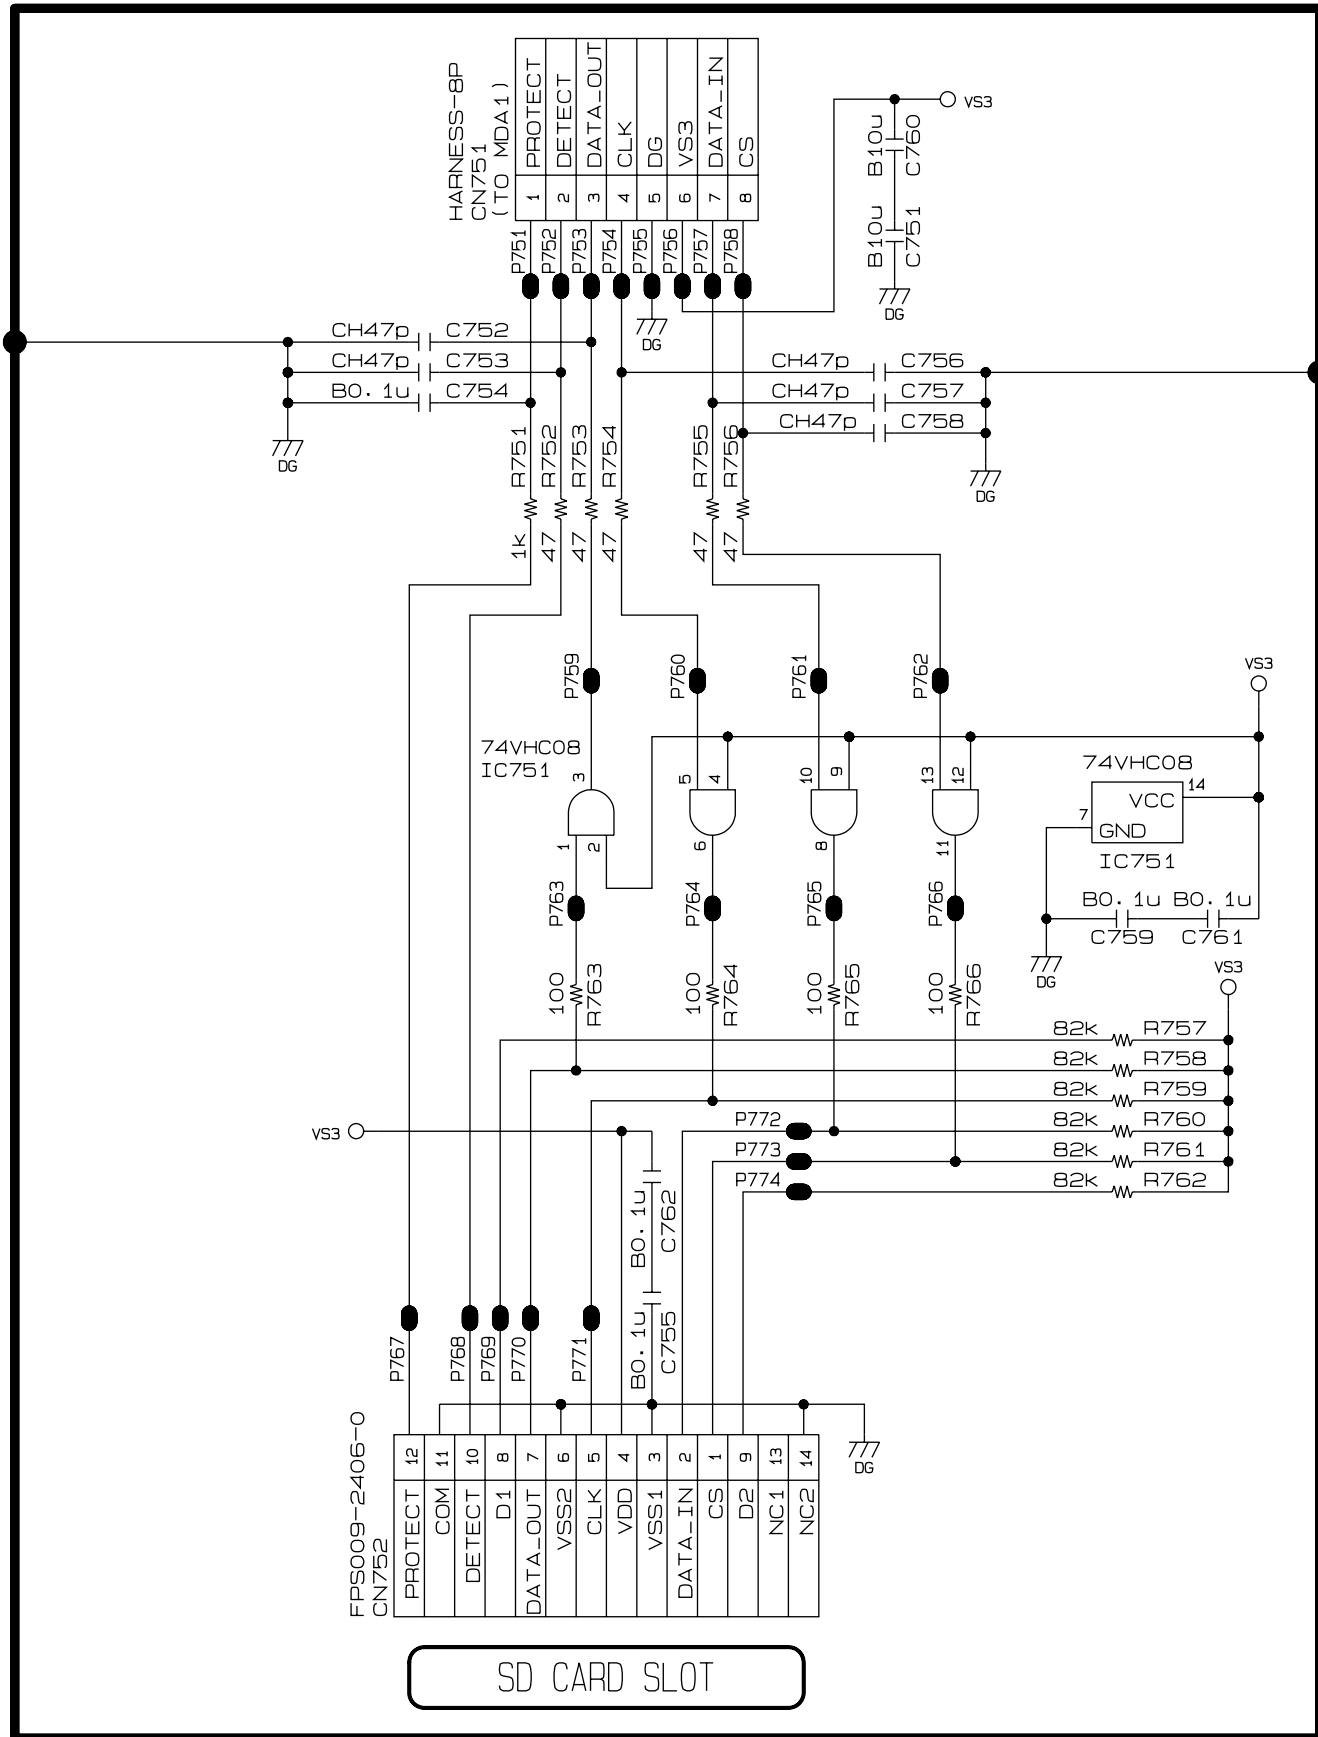 HARNESS-8P
CN751
(TO MDA1)
PROTECT
DETECT
DATA_OUT
CLK
DG
VS3
DATA_IN
CS
1
2
3
4
5
6
7
8
P751
P752
P753
P754
P755
P756
P757
P758
VS3
B10u
C760
B10u
C751
DG
DG
CH47p C752
CH47p C753
B0.1u C754
DG
CH47p C756
CH47p C757
CH47p C758
DG
R751
R752
R753
R754
R755
R756
1k
47
47
47
47
47
P759
P760
P761
P762
VS3
74VHC08
IC751
3
5
4
10
9
13
12
1
2
6
8
11
74VHC08
14
VCC
7
GND
IC751
B0.1u B0.1u
C759 C761
DG
P763
P764
P765
P766
100
R763
100
R764
100
R765
100
R766
VS3
82k R757
82k R758
82k R759
82k R760
82k R761
82k R762
P772
P773
P774
VS3
B0.1u
C762
B0.1u
C755
P767
P768
P769
P770
P771
DG
FPS009-2406-0
CN752
12
11
10
8
7
6
5
4
3
2
1
9
13
14
PROTECT
COM
DETECT
D1
DATA_OUT
VSS2
CLK
VDD
VSS1
DATA_IN
CS
D2
NC1
NC2
SD CARD SLOT